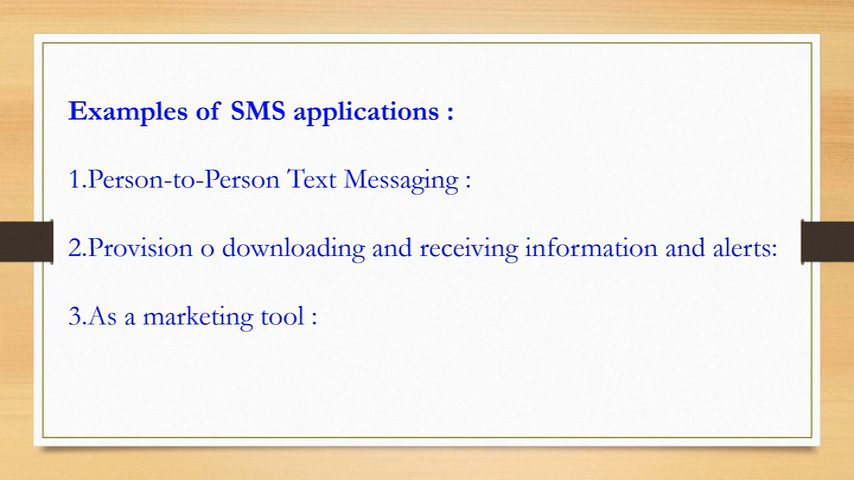 Examples of SMS applications :
1.Person-to-Person Text Messaging :
2.Provision o downloading and receiving information and alerts:
3.As a marketing tool :